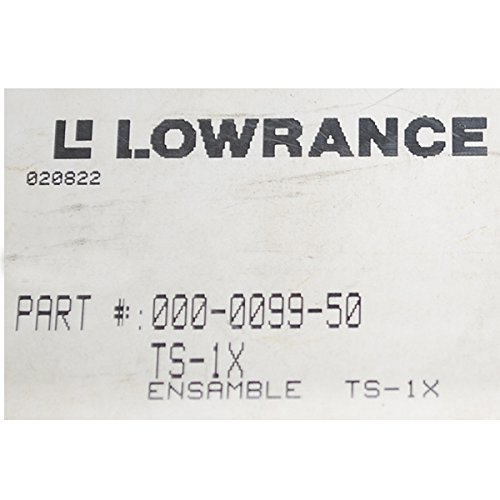 LOWRANCE
020822
PART #: 000-0099-50
TS-1X
ENSAMBLE TS-1X